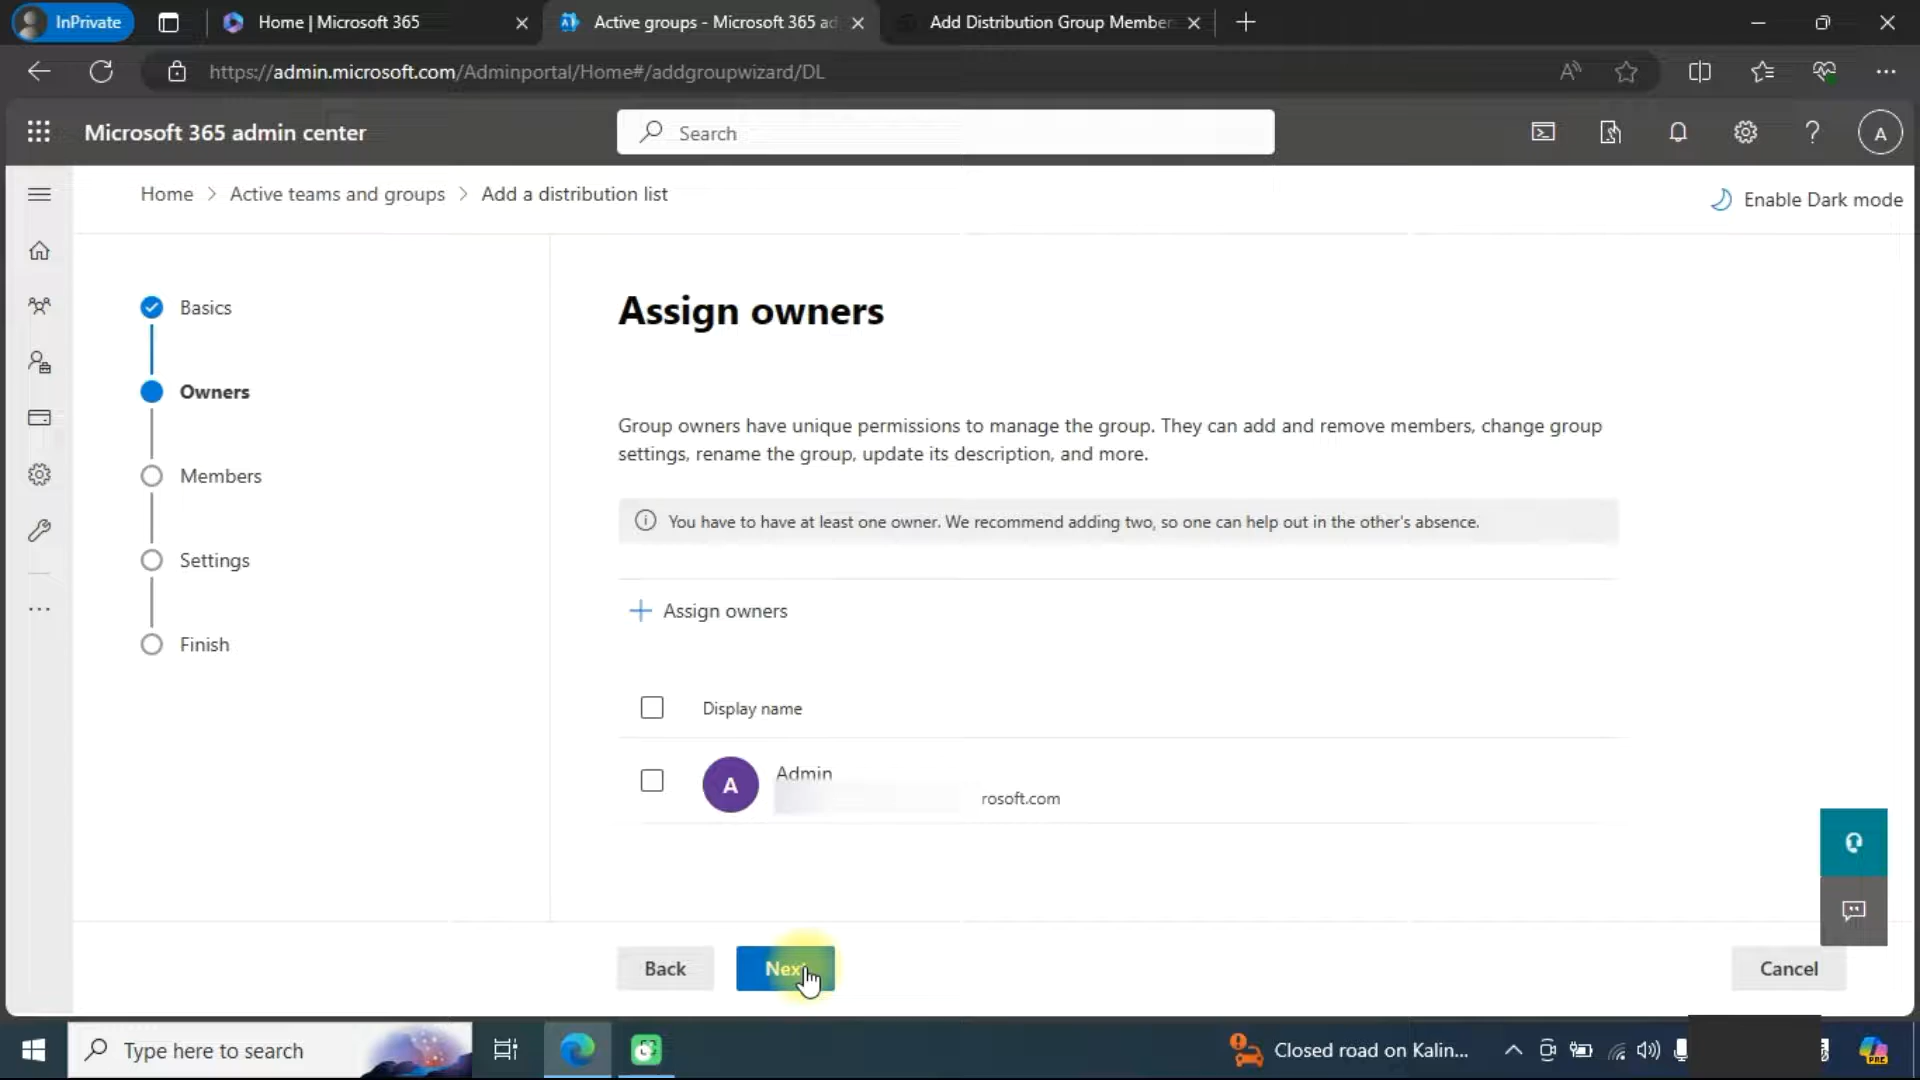 InPrivate
Home | Microsoft 365
Active groups - Microsoft 365 ad
Add Distribution Group Member
https://admin.microsoft.com/Adminportal/Home#/addgroupwizard/DL
Microsoft 365 admin center
Search
A
Home > Active teams and groups > Add a distribution list
Enable Dark mode
Basics
Owners
Members
Settings
Finish
Assign owners
Group owners have unique permissions to manage the group. They can add and remove members, change group
settings, rename the group, update its description, and more.
You have to have at least one owner. We recommend adding two, so one can help out in the other's absence.
Assign owners
Display name
A
Admin
rosoft.com
Back
Next
Cancel
Type here to search
Closed road on Kalin...
PRE